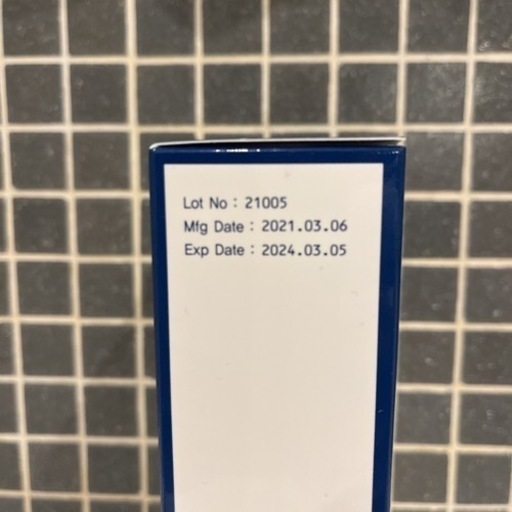 Lot No : 21005
Mfg Date : 2021.03.06
Exp Date : 2024.03.05